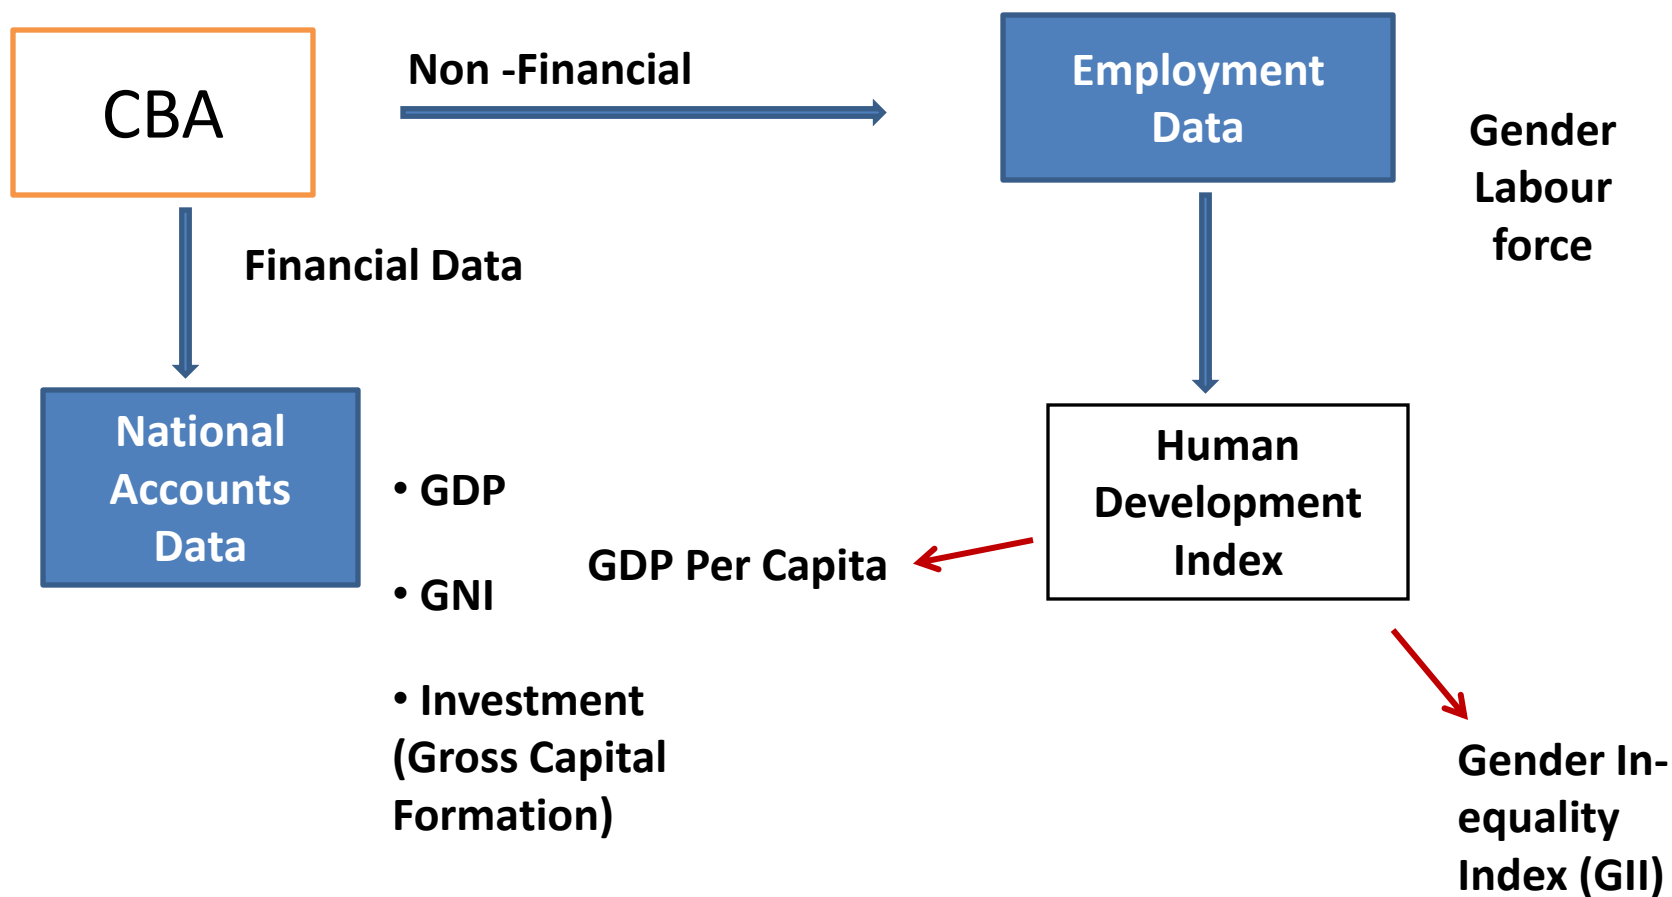 CBA
Non -Financial
Employment
Data
Gender
Labour
force
Financial Data
National
Accounts
Data
• GDP
• GNI
• Investment
(Gross Capital
Formation)
GDP Per Capita
Human
Development
Index
Gender In-
equality
Index (GII)